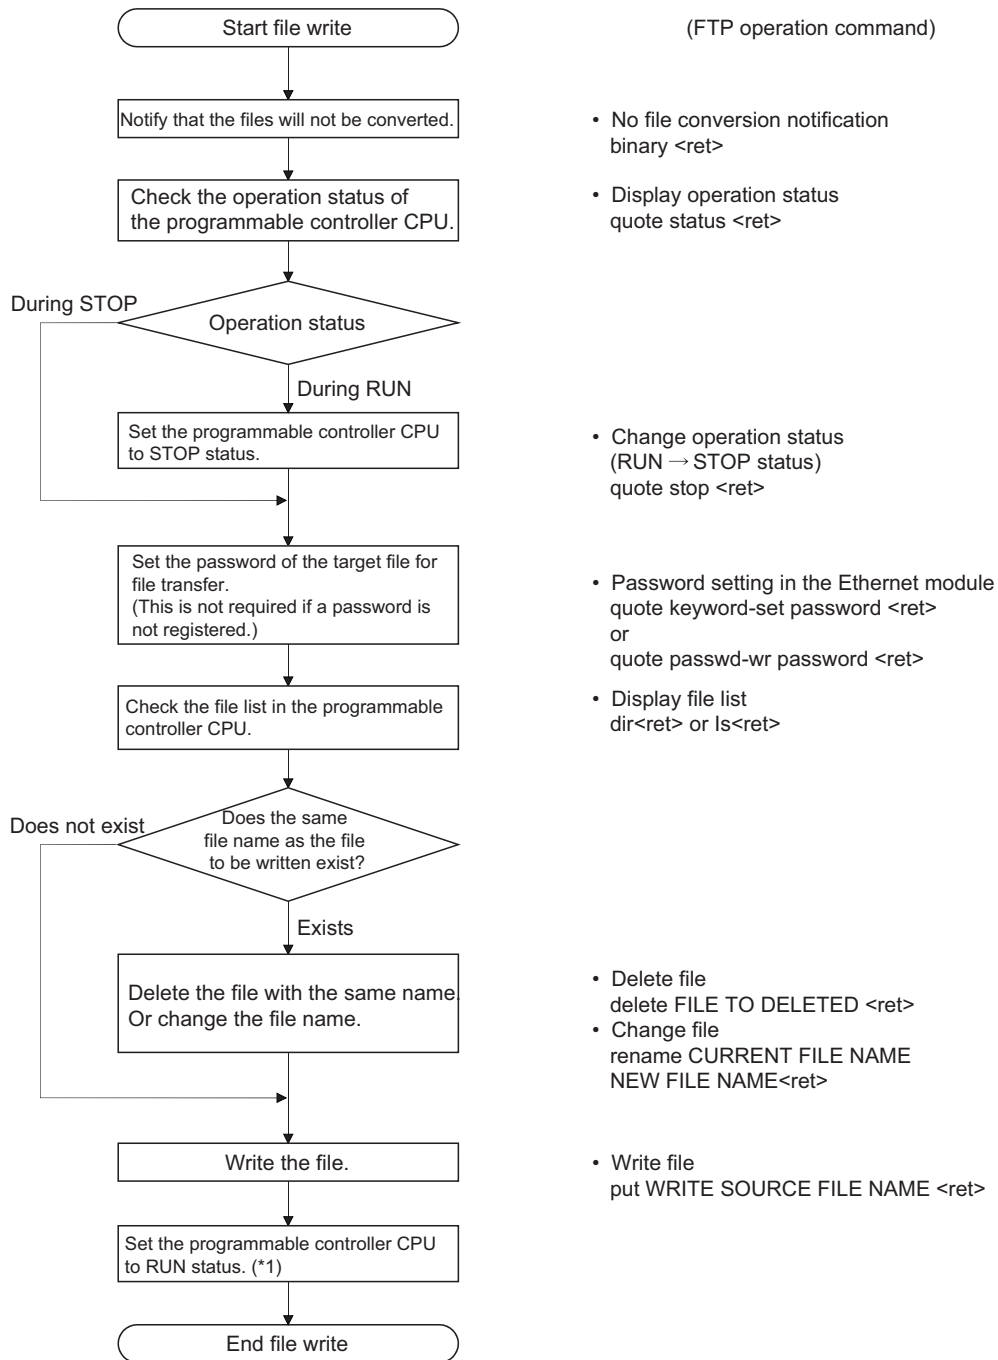 Start file write
(FTP operation command)
Notify that the files will not be converted.
• No file conversion notification
binary <ret>
Check the operation status of
the programmable controller CPU.
• Display operation status
quote status <ret>
During STOP
Operation status
During RUN
Set the programmable controller CPU
to STOP status.
• Change operation status
(RUN → STOP status)
quote stop <ret>
Set the password of the target file for
file transfer.
(This is not required if a password is
not registered.)
• Password setting in the Ethernet module
quote keyword-set password <ret>
or
quote passwd-wr password <ret>
Check the file list in the programmable
controller CPU.
• Display file list
dir<ret> or Is<ret>
Does not exist
Does the same
file name as the file
to be written exist?
Exists
Delete the file with the same name.
Or change the file name.
• Delete file
delete FILE TO DELETED <ret>
• Change file
rename CURRENT FILE NAME
NEW FILE NAME<ret>
Write the file.
• Write file
put WRITE SOURCE FILE NAME <ret>
Set the programmable controller CPU
to RUN status. (*1)
End file write